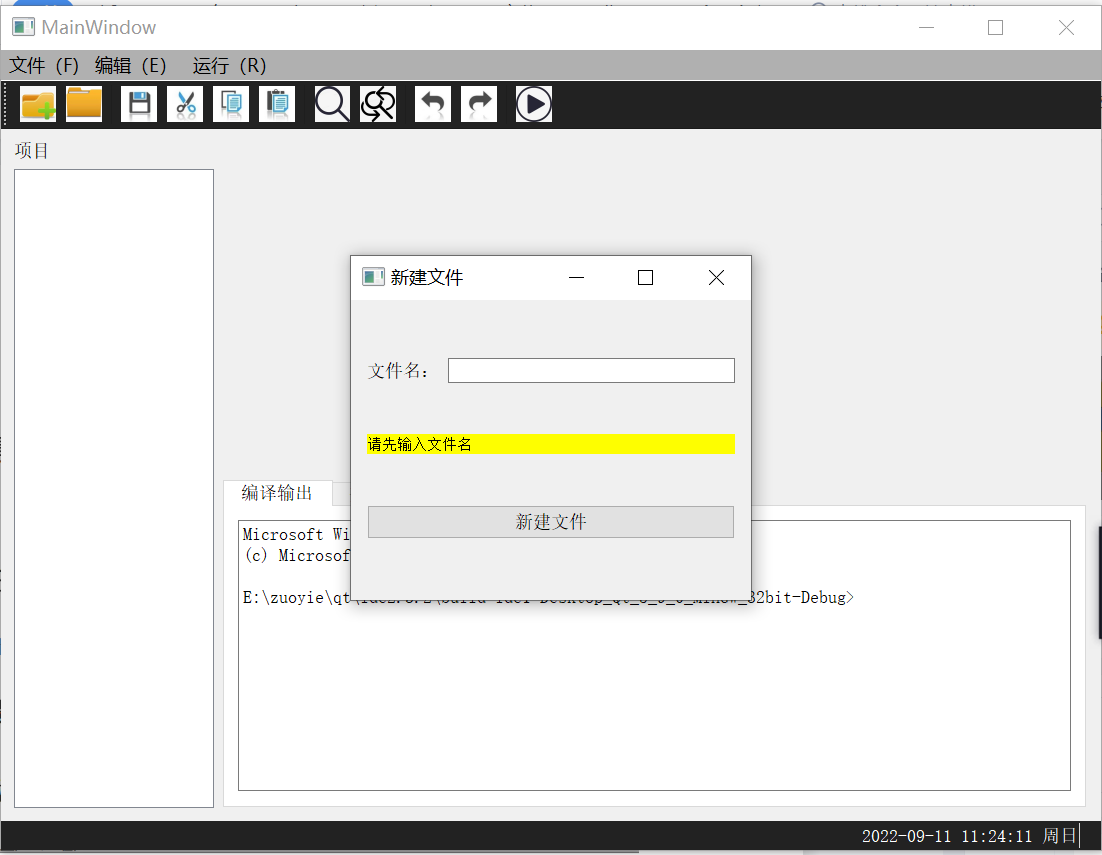 MainWindow
文件（F) 编辑（E） 运行（R）
项目
新建文件
文件名：
请先输入文件名
新建文件
编译输出
Microsoft Wi
(c) Microsof
E:\zuoyie\qt
32bit-Debug>
2022-09-11 11:24:11 周日